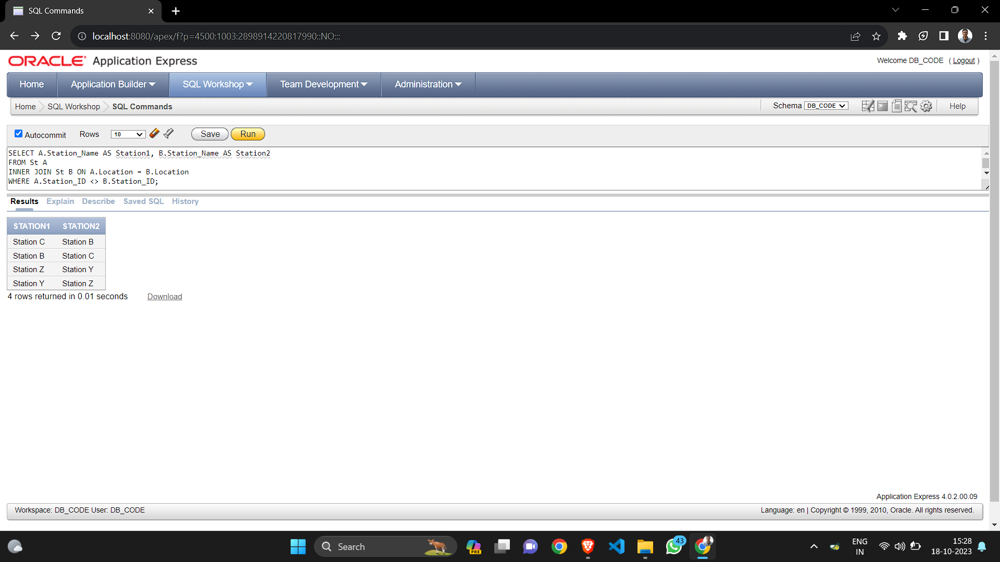 SQL Commands
localhost:8080/apex/f?p=4500:1003:2898914220817990::NO:::
ORACLE Application Express
Welcome DB_CODE ( Logout )
Home Application Builder SQL Workshop Team Development Administration
Home SQL Workshop SQL Commands Schema DB_CODE Help
Autocommit Rows 10 Save Run
SELECT A.Station_Name AS Station1, B.Station_Name AS Station2
FROM St A
INNER JOIN St B ON A.Location = B.Location
WHERE A.Station_ID <> B.Station_ID;
Results Explain Describe Saved SQL History
STATION1 STATION2
Station C Station B
Station B Station C
Station Z Station Y
Station Y Station Z
4 rows returned in 0.01 seconds Download
Application Express 4.0.2.00.09
Workspace: DB_CODE User: DB_CODE Language: en | Copyright © 1999, 2010, Oracle. All rights reserved.
Search PRE 43 ENG 15:28
IN 18-10-2023